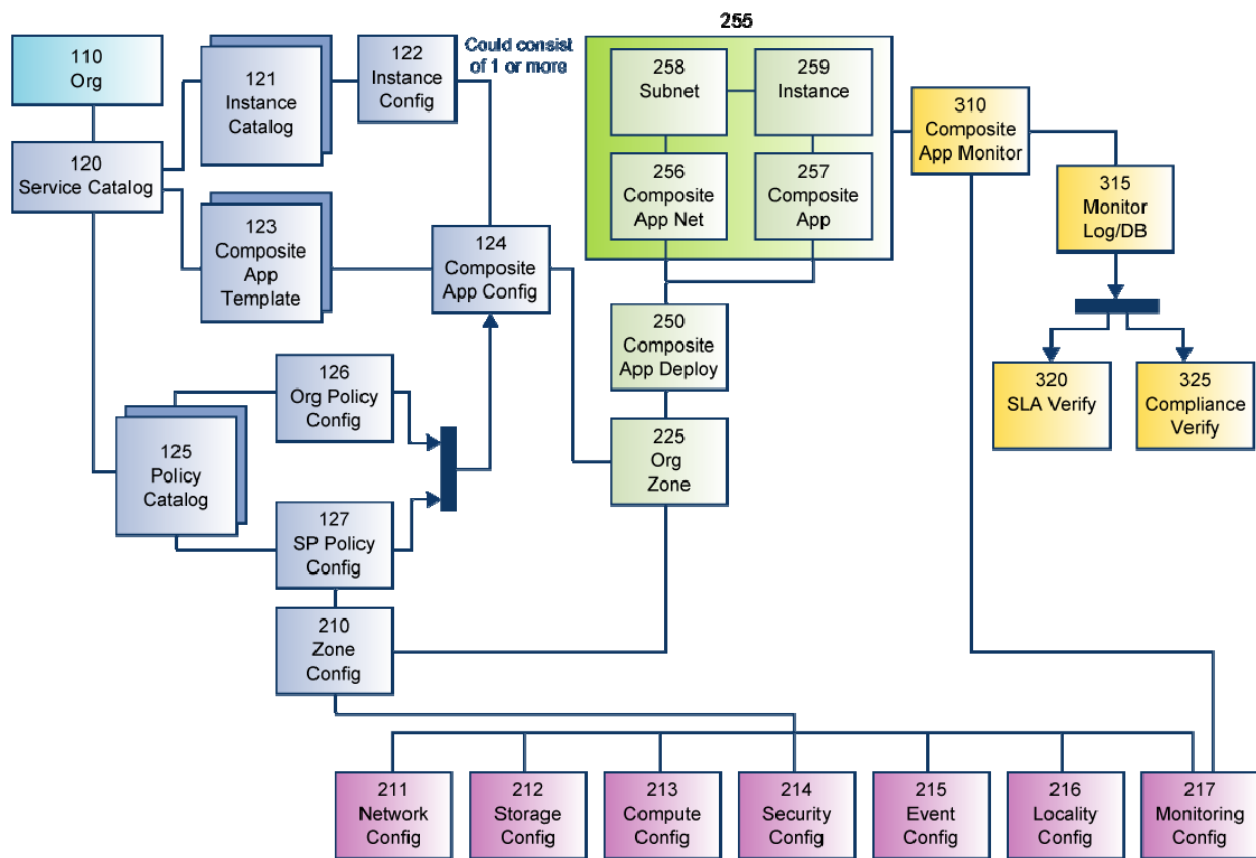 255
110
Org
121
Instance
Catalog
122
Instance
Config
Could consist
of 1 or more
258
Subnet
259
Instance
310
Composite
App Monitor
120
Service Catalog
256
Composite
App Net
257
Composite
App
315
Monitor
Log/DB
123
Composite
App
Template
124
Composite
App Config
250
Composite
App Deploy
320
SLA Verify
325
Compliance
Verify
126
Org Policy
Config
225
Org
Zone
125
Policy
Catalog
127
SP Policy
Config
210
Zone
Config
211
Network
Config
212
Storage
Config
213
Compute
Config
214
Security
Config
215
Event
Config
216
Locality
Config
217
Monitoring
Config